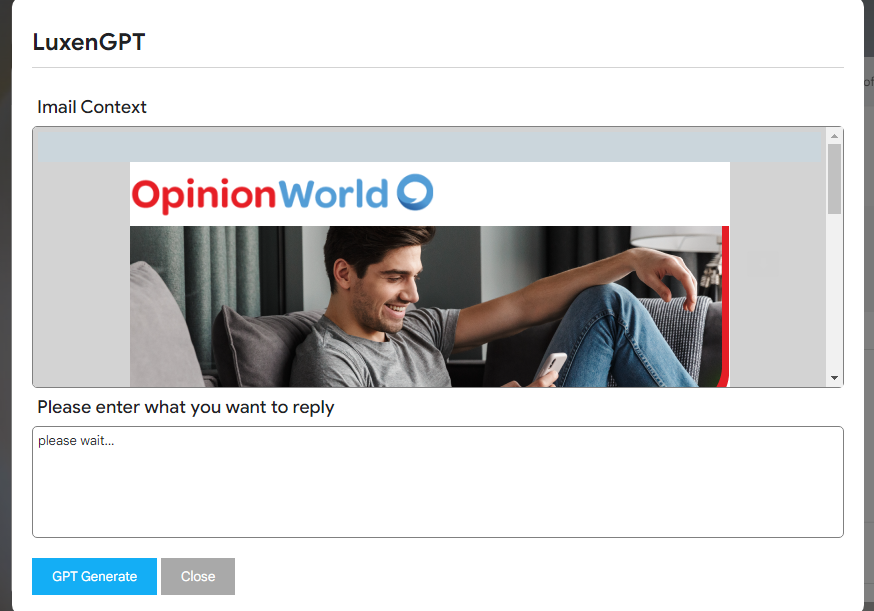 LuxenGPT
Imail Context
OpinionWorld
Please enter what you want to reply
please wait...
GPT Generate
Close